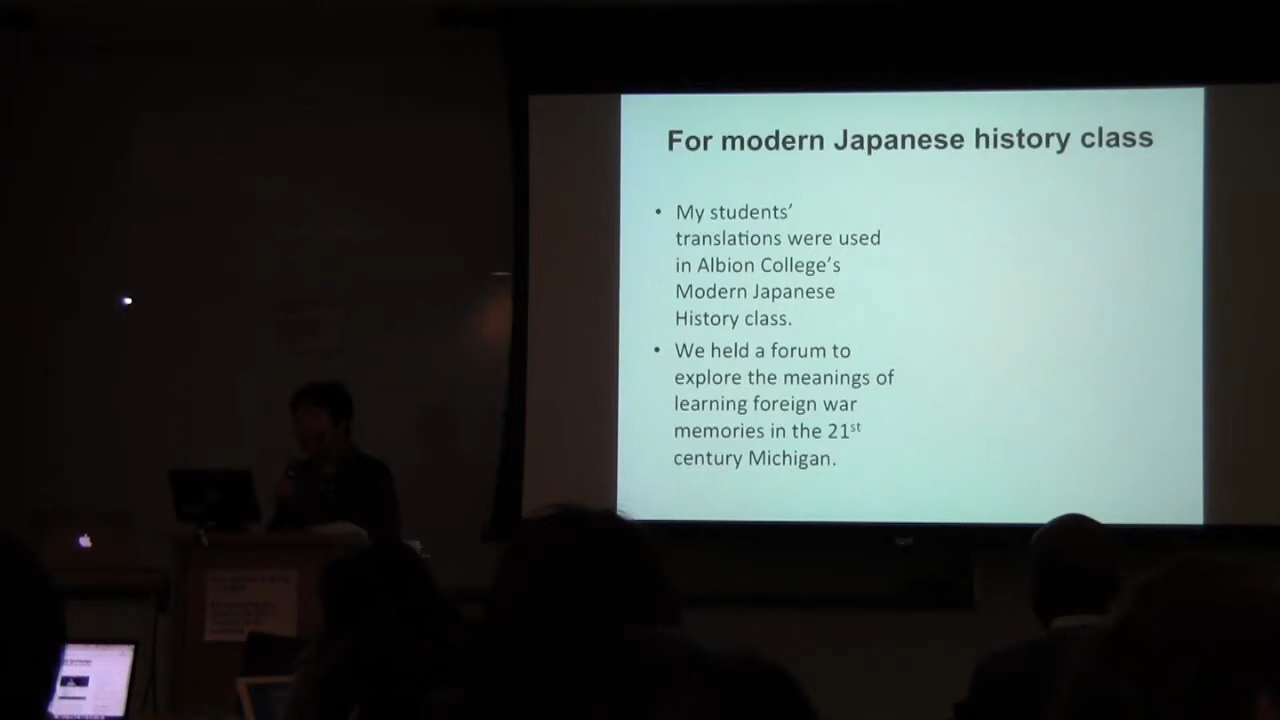 For modern Japanese history class
• My students’
translations were used
in Albion College’s
Modern Japanese
History class.
• We held a forum to
explore the meanings of
learning foreign war
memories in the 21st
century Michigan.